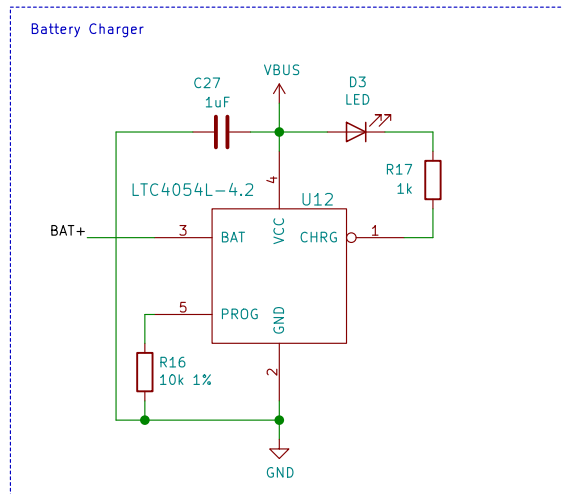 Battery Charger
VBUS
C27
1uF
D3
LED
R17
1k
LTC4054L-4.2
U12
4
VCC
BAT+
3
BAT
CHRG
1
5
PROG
GND
2
R16
10k 1%
GND